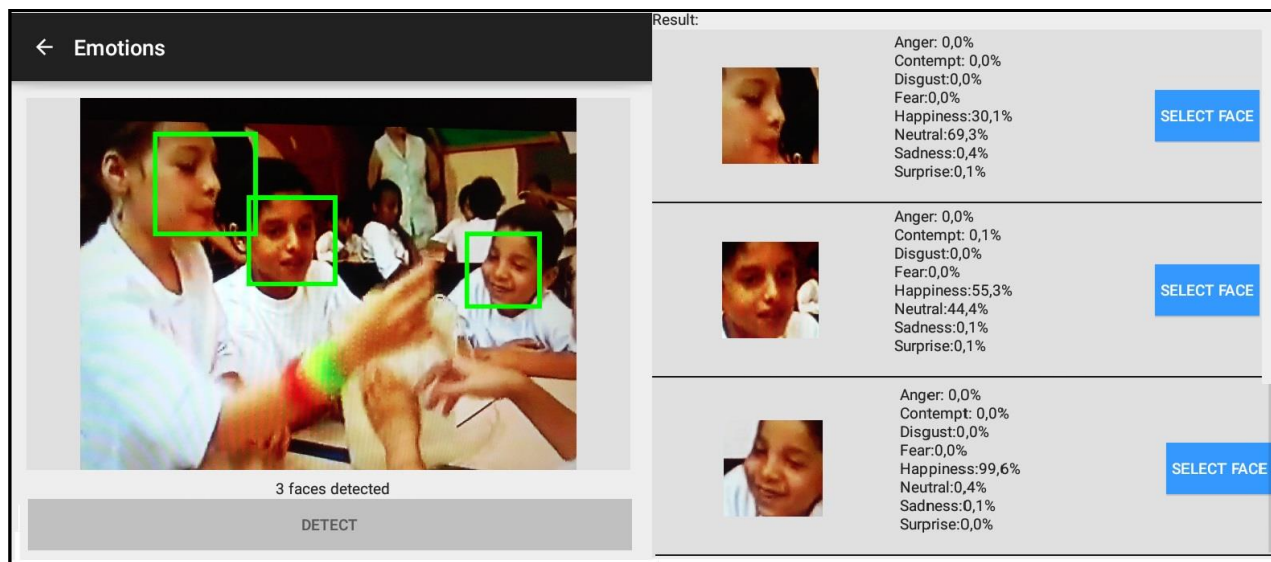 Emotions
3 faces detected
DETECT
Result:
Anger: 0,0%
Contempt: 0,0%
Disgust:0,0%
Fear:0,0%
Happiness:30,1%
Neutral:69,3%
Sadness:0,4%
Surprise:0,1%
SELECT FACE
Anger: 0,0%
Contempt: 0,1%
Disgust:0,0%
Fear:0,0%
Happiness:55,3%
Neutral:44,4%
Sadness:0,1%
Surprise:0,1%
SELECT FACE
Anger: 0,0%
Contempt: 0,0%
Disgust:0,0%
Fear:0,0%
Happiness:99,6%
Neutral:0,4%
Sadness:0,1%
Surprise:0,0%
SELECT FACE